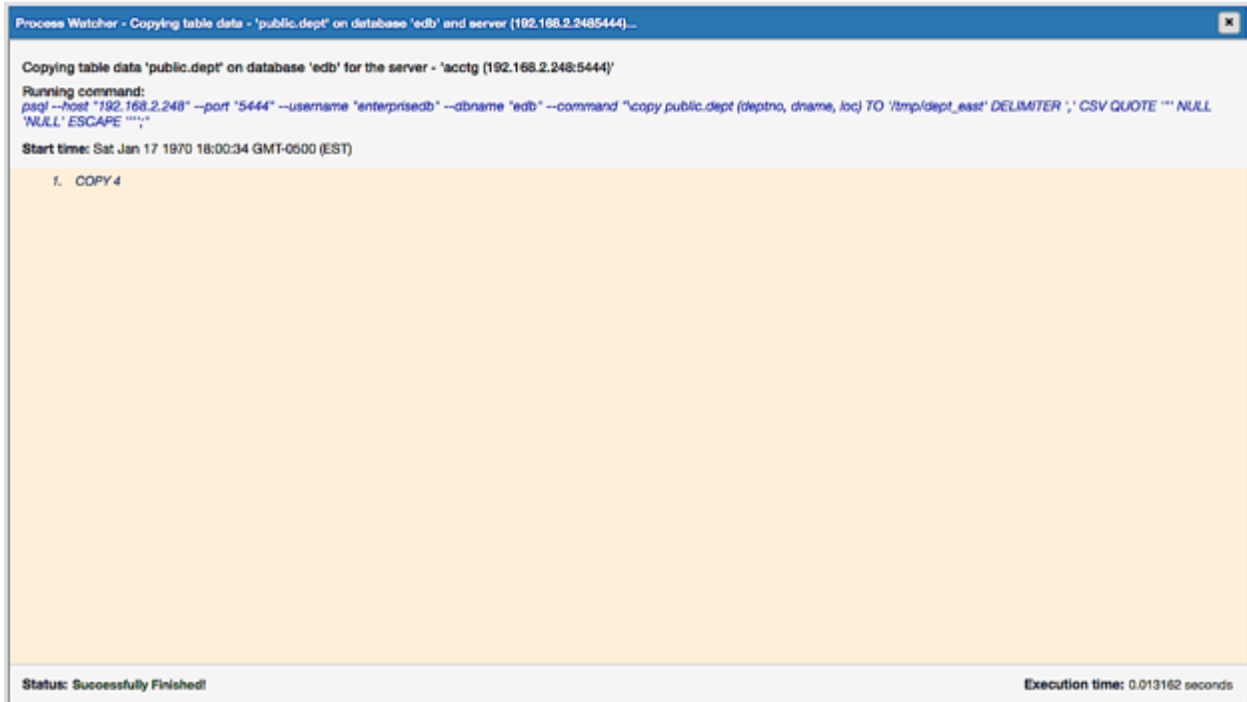 Process Watcher - Copying table data - 'public.dept' on database 'edb' and server (192.168.2.2485444)...
Copying table data 'public.dept' on database 'edb' for the server - 'acctg (192.168.2.248:5444)'
Running command:
psql --host "192.168.2.248" --port "5444" --username "enterprisedb" --dbname "edb" --command "\copy public.dept (deptno, dname, loc) TO '/tmp/dept_east' DELIMITER ',' CSV QUOTE '"' NULL
'NULL' ESCAPE '''';"
Start time: Sat Jan 17 1970 18:00:34 GMT-0500 (EST)
1. COPY 4
Status: Successfully Finished!
Execution time: 0.013162 seconds